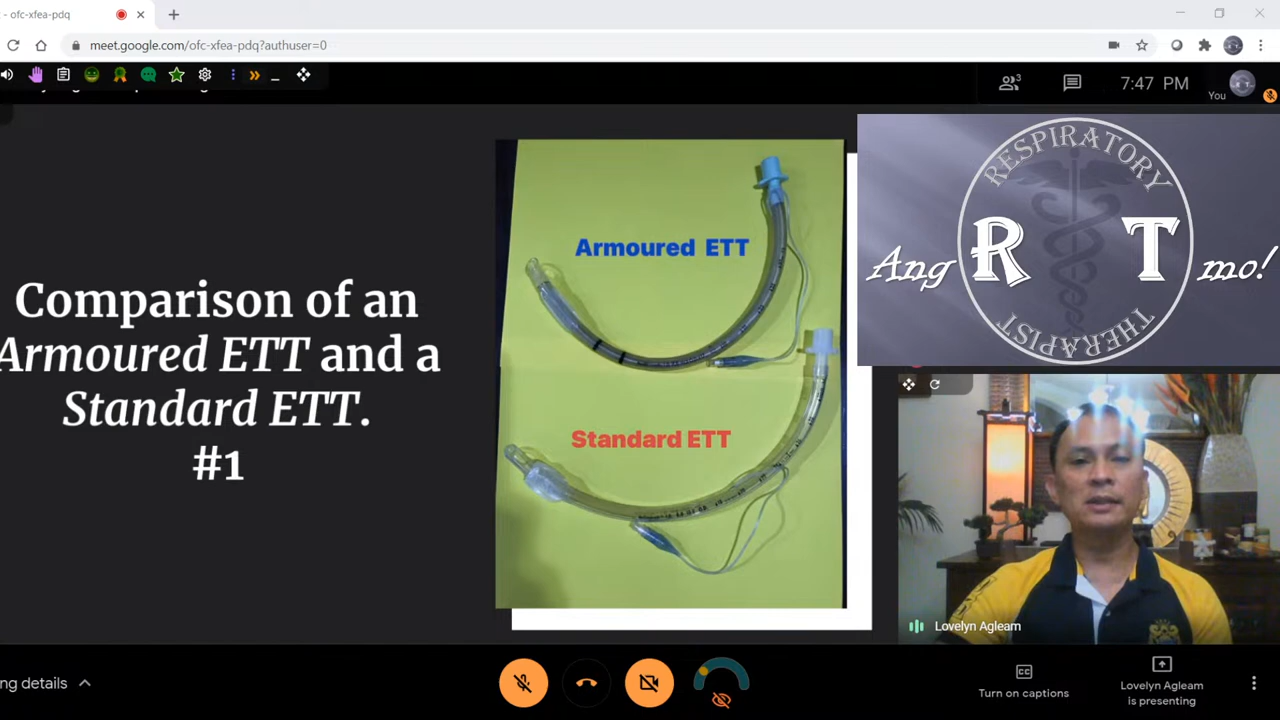 - ofc-xfea-pdq
meet.google.com/ofc-xfea-pdq?authuser=0
3
7:47 PM
You
Comparison of an
Armoured ETT and a
Standard ETT.
#1
Armoured ETT
Standard ETT
RESPIRATORY
Ang R T mo!
THERAPIST
Lovelyn Agleam
ng details
CC
Turn on captions
Lovelyn Agleam
is presenting